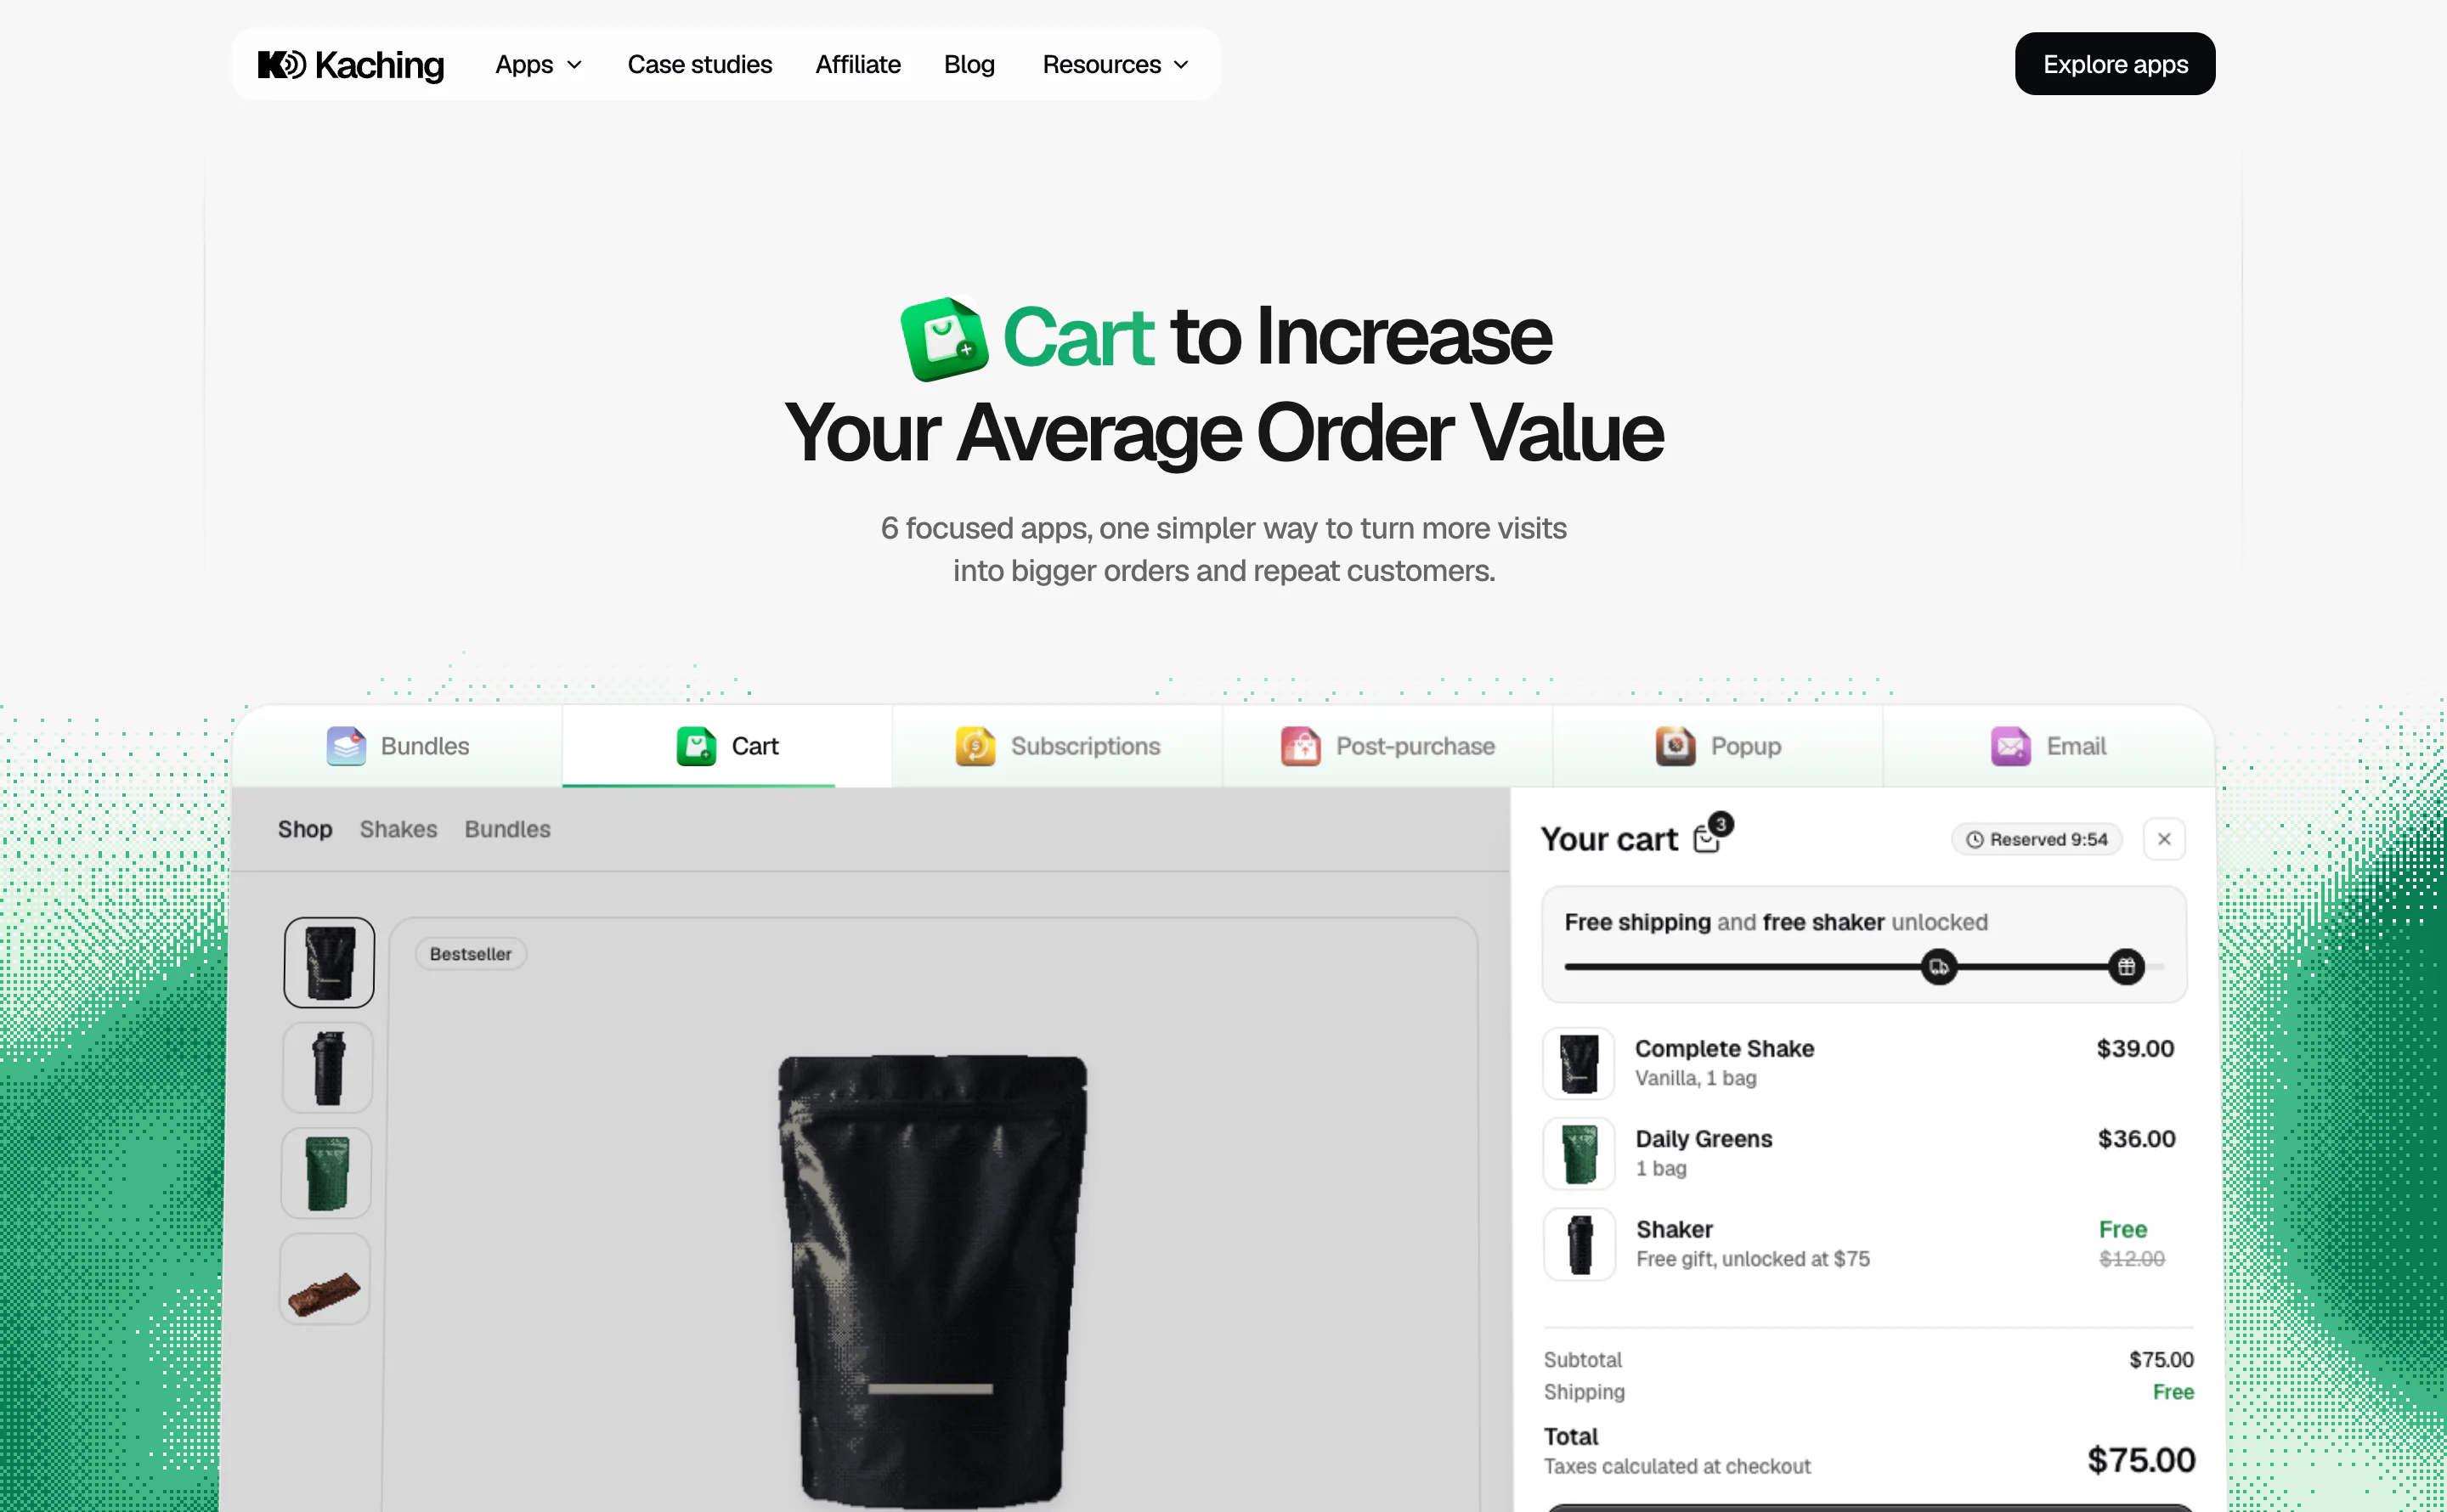 Kaching
Apps
Case studies
Affiliate
Blog
Resources
Explore apps
Cart to Increase
Your Average Order Value
6 focused apps, one simpler way to turn more visits
into bigger orders and repeat customers.
Bundles
Cart
Subscriptions
Post-purchase
Popup
Email
Shop
Shakes
Bundles
Bestseller
Your cart 3
Reserved 9:54
Free shipping and free shaker unlocked
Complete Shake $39.00
Vanilla, 1 bag
Daily Greens $36.00
1 bag
Shaker Free
Free gift, unlocked at $75 $12.00
Subtotal $75.00
Shipping Free
Total
Taxes calculated at checkout $75.00